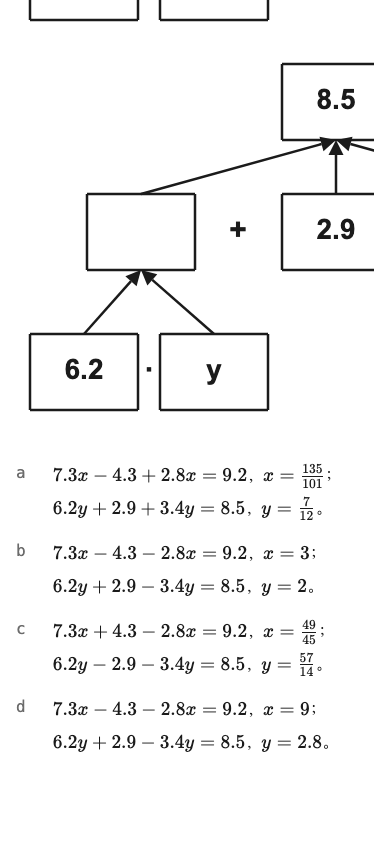 8.5
+ 2.9
6.2 · y
a 7.3x − 4.3 + 2.8x = 9.2, x = 135/101;
6.2y + 2.9 + 3.4y = 8.5, y = 7/12。
b 7.3x − 4.3 − 2.8x = 9.2, x = 3;
6.2y + 2.9 − 3.4y = 8.5, y = 2。
c 7.3x + 4.3 − 2.8x = 9.2, x = 49/45;
6.2y − 2.9 − 3.4y = 8.5, y = 57/14。
d 7.3x − 4.3 − 2.8x = 9.2, x = 9;
6.2y + 2.9 − 3.4y = 8.5, y = 2.8。